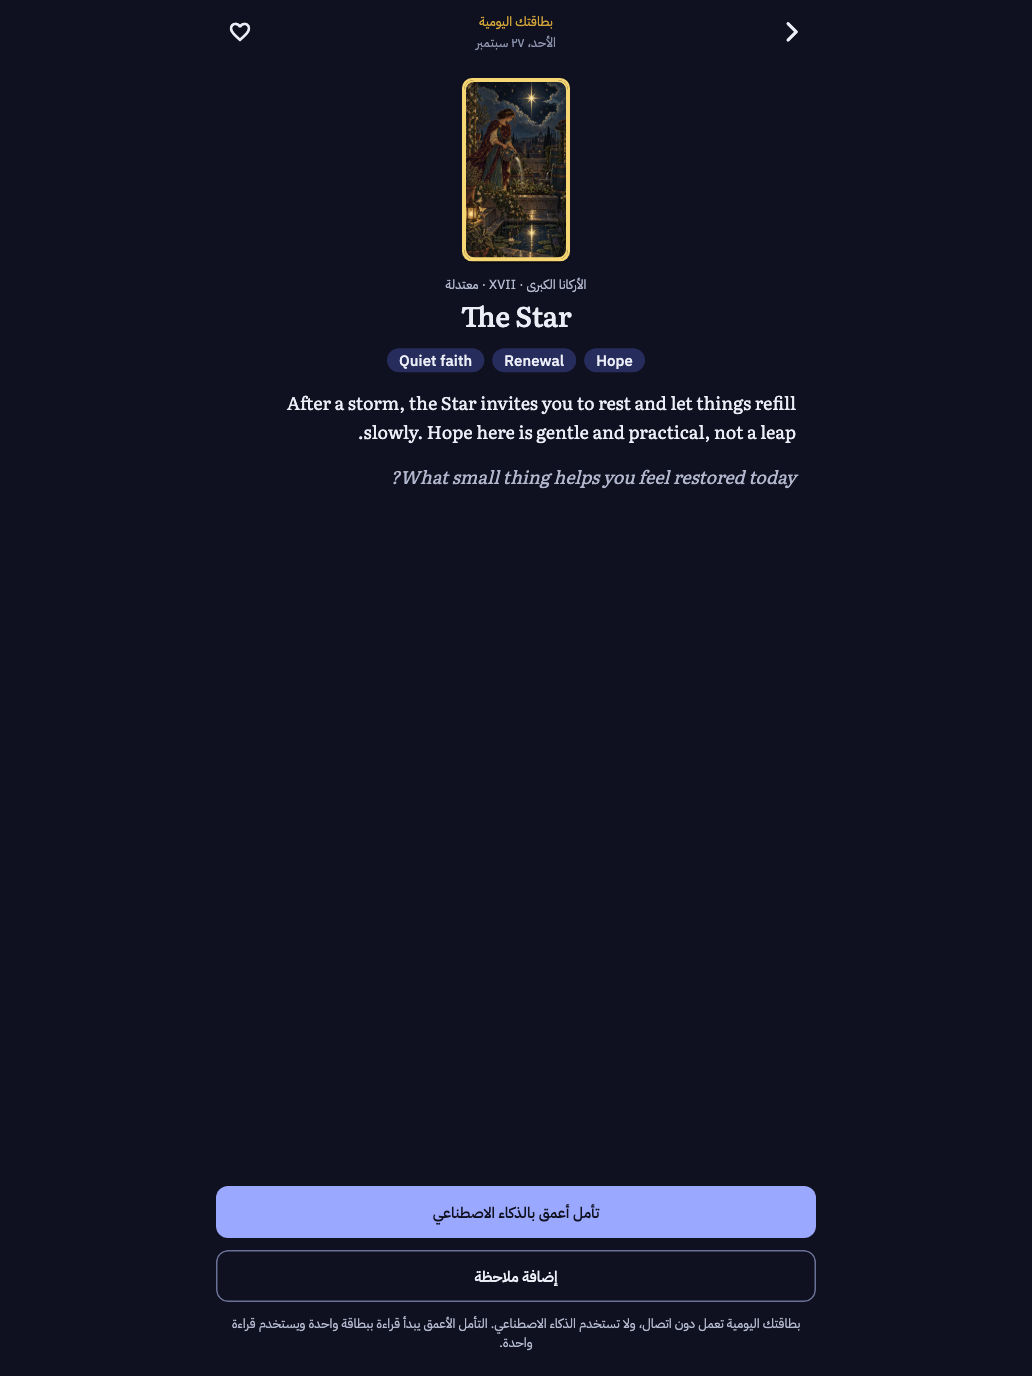 بطاقتك اليومية
الأحد، ٢٧ سبتمبر
الأركانا الكبرى · XVII · معتدلة
The Star
Hope
Renewal
Quiet faith
After a storm, the Star invites you to rest and let things refill
slowly. Hope here is gentle and practical, not a leap.
What small thing helps you feel restored today?
تأمل أعمق بالذكاء الاصطناعي
إضافة ملاحظة
بطاقتك اليومية تعمل دون اتصال، ولا تستخدم الذكاء الاصطناعي. التأمل الأعمق يبدأ قراءة ببطاقة واحدة ويستخدم قراءة
واحدة.